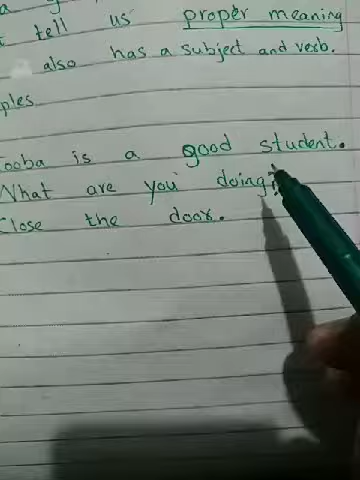 tell us proper meaning
also has a subject and verb.
ples
Tooba is a good student.
What are you doing?
Close the door.